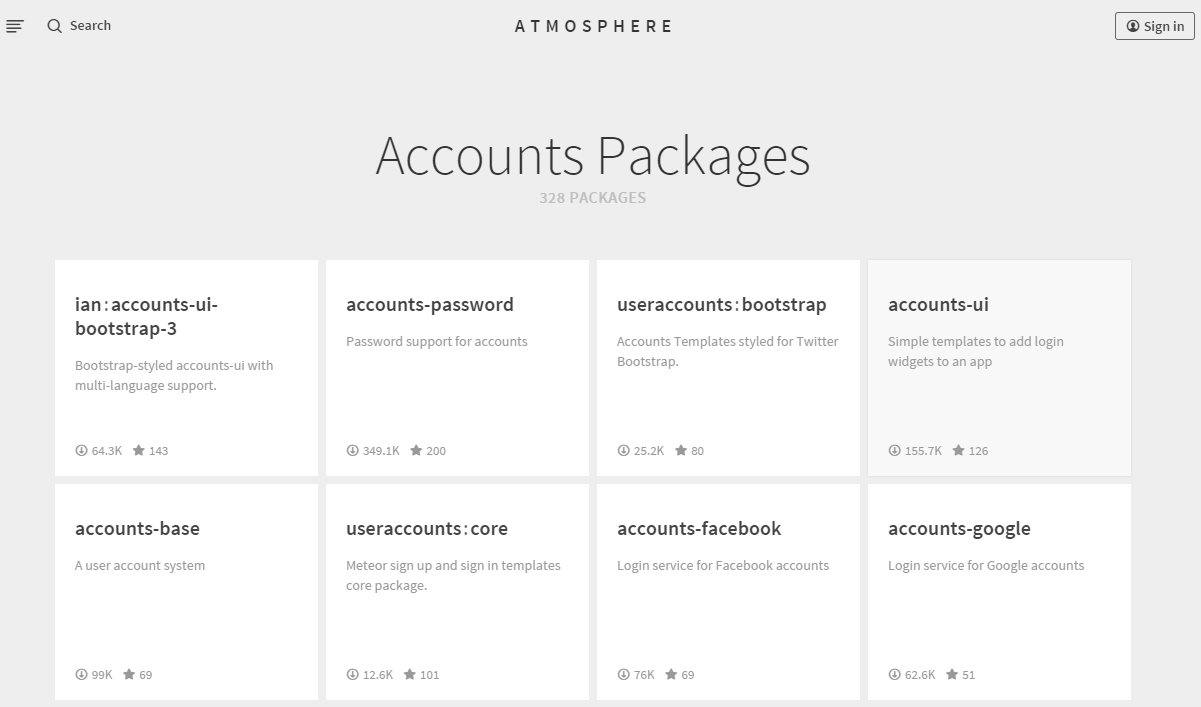 Search
ATMOSPHERE
Sign in
Accounts Packages
328 PACKAGES
ian:accounts-ui-
bootstrap-3
Bootstrap-styled accounts-ui with
multi-language support.
64.3K 143
accounts-password
Password support for accounts
349.1K 200
useraccounts:bootstrap
Accounts Templates styled for Twitter
Bootstrap.
25.2K 80
accounts-ui
Simple templates to add login
widgets to an app
155.7K 126
accounts-base
A user account system
99K 69
useraccounts:core
Meteor sign up and sign in templates
core package.
12.6K 101
accounts-facebook
Login service for Facebook accounts
76K 69
accounts-google
Login service for Google accounts
62.6K 51